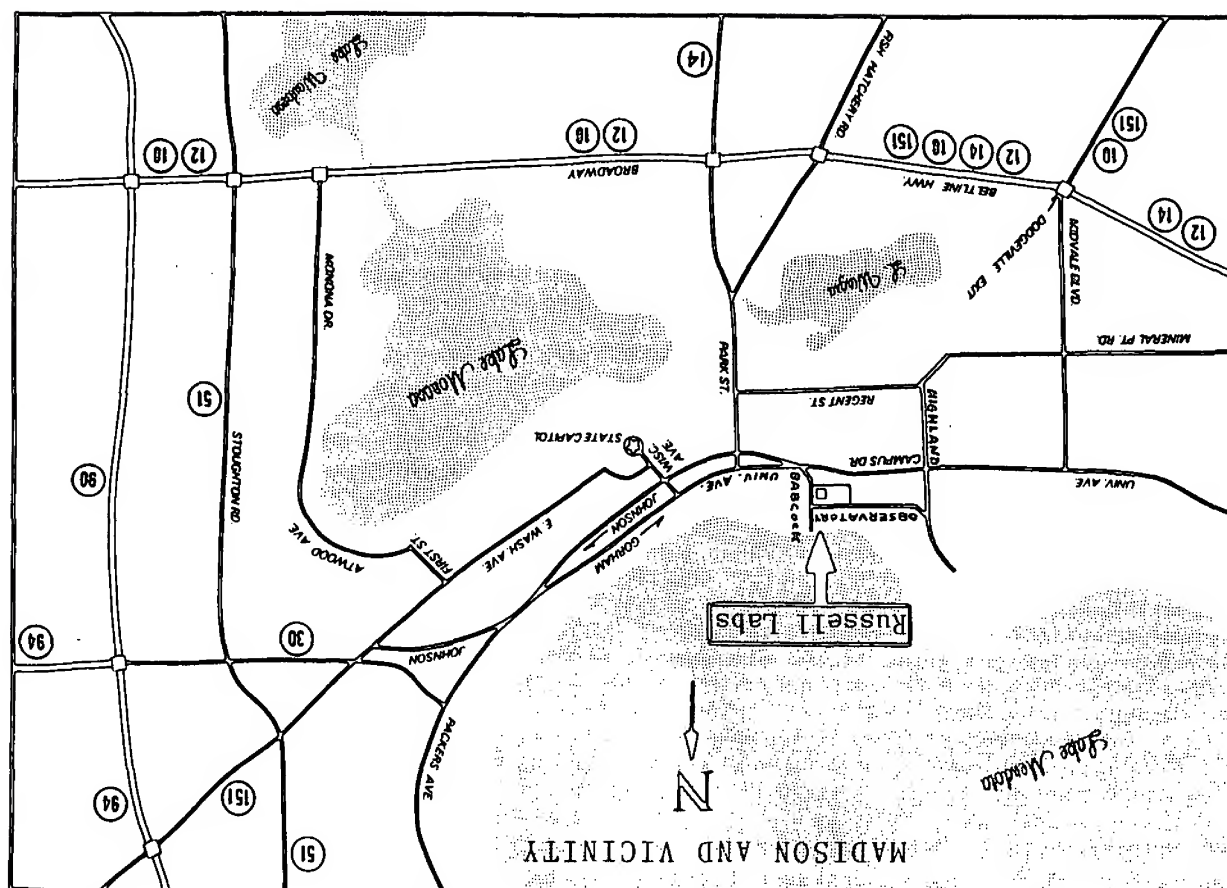 MADISON AND VICINITY
N
Lake Mendota
Russell Labs
94
151
51
PACKERS AVE
30
94
JOHNSON
OBSERVATORY
BABCOCK
GORHAM
JOHNSON
FIRST ST.
ATWOOD AVE
E. WASH. AVE.
UNIV. AVE
HIGHLAND
CAMPUS DR.
UNIV. AVE.
WISC. AVE.
STATE CAPITOL
STOUGHTON RD
51
90
MINERAL PT. RD.
REGENT ST.
PARK ST.
Lake Monona
MONONA DR.
MIDVALE BLVD.
DODGEVILLE EXIT
L. Wingra
12
14
BELTLINE HWY.
12
14
18
151
BROADWAY
12
18
12
18
18
151
FISH HATCHERY RD.
14
Lake Waubesa